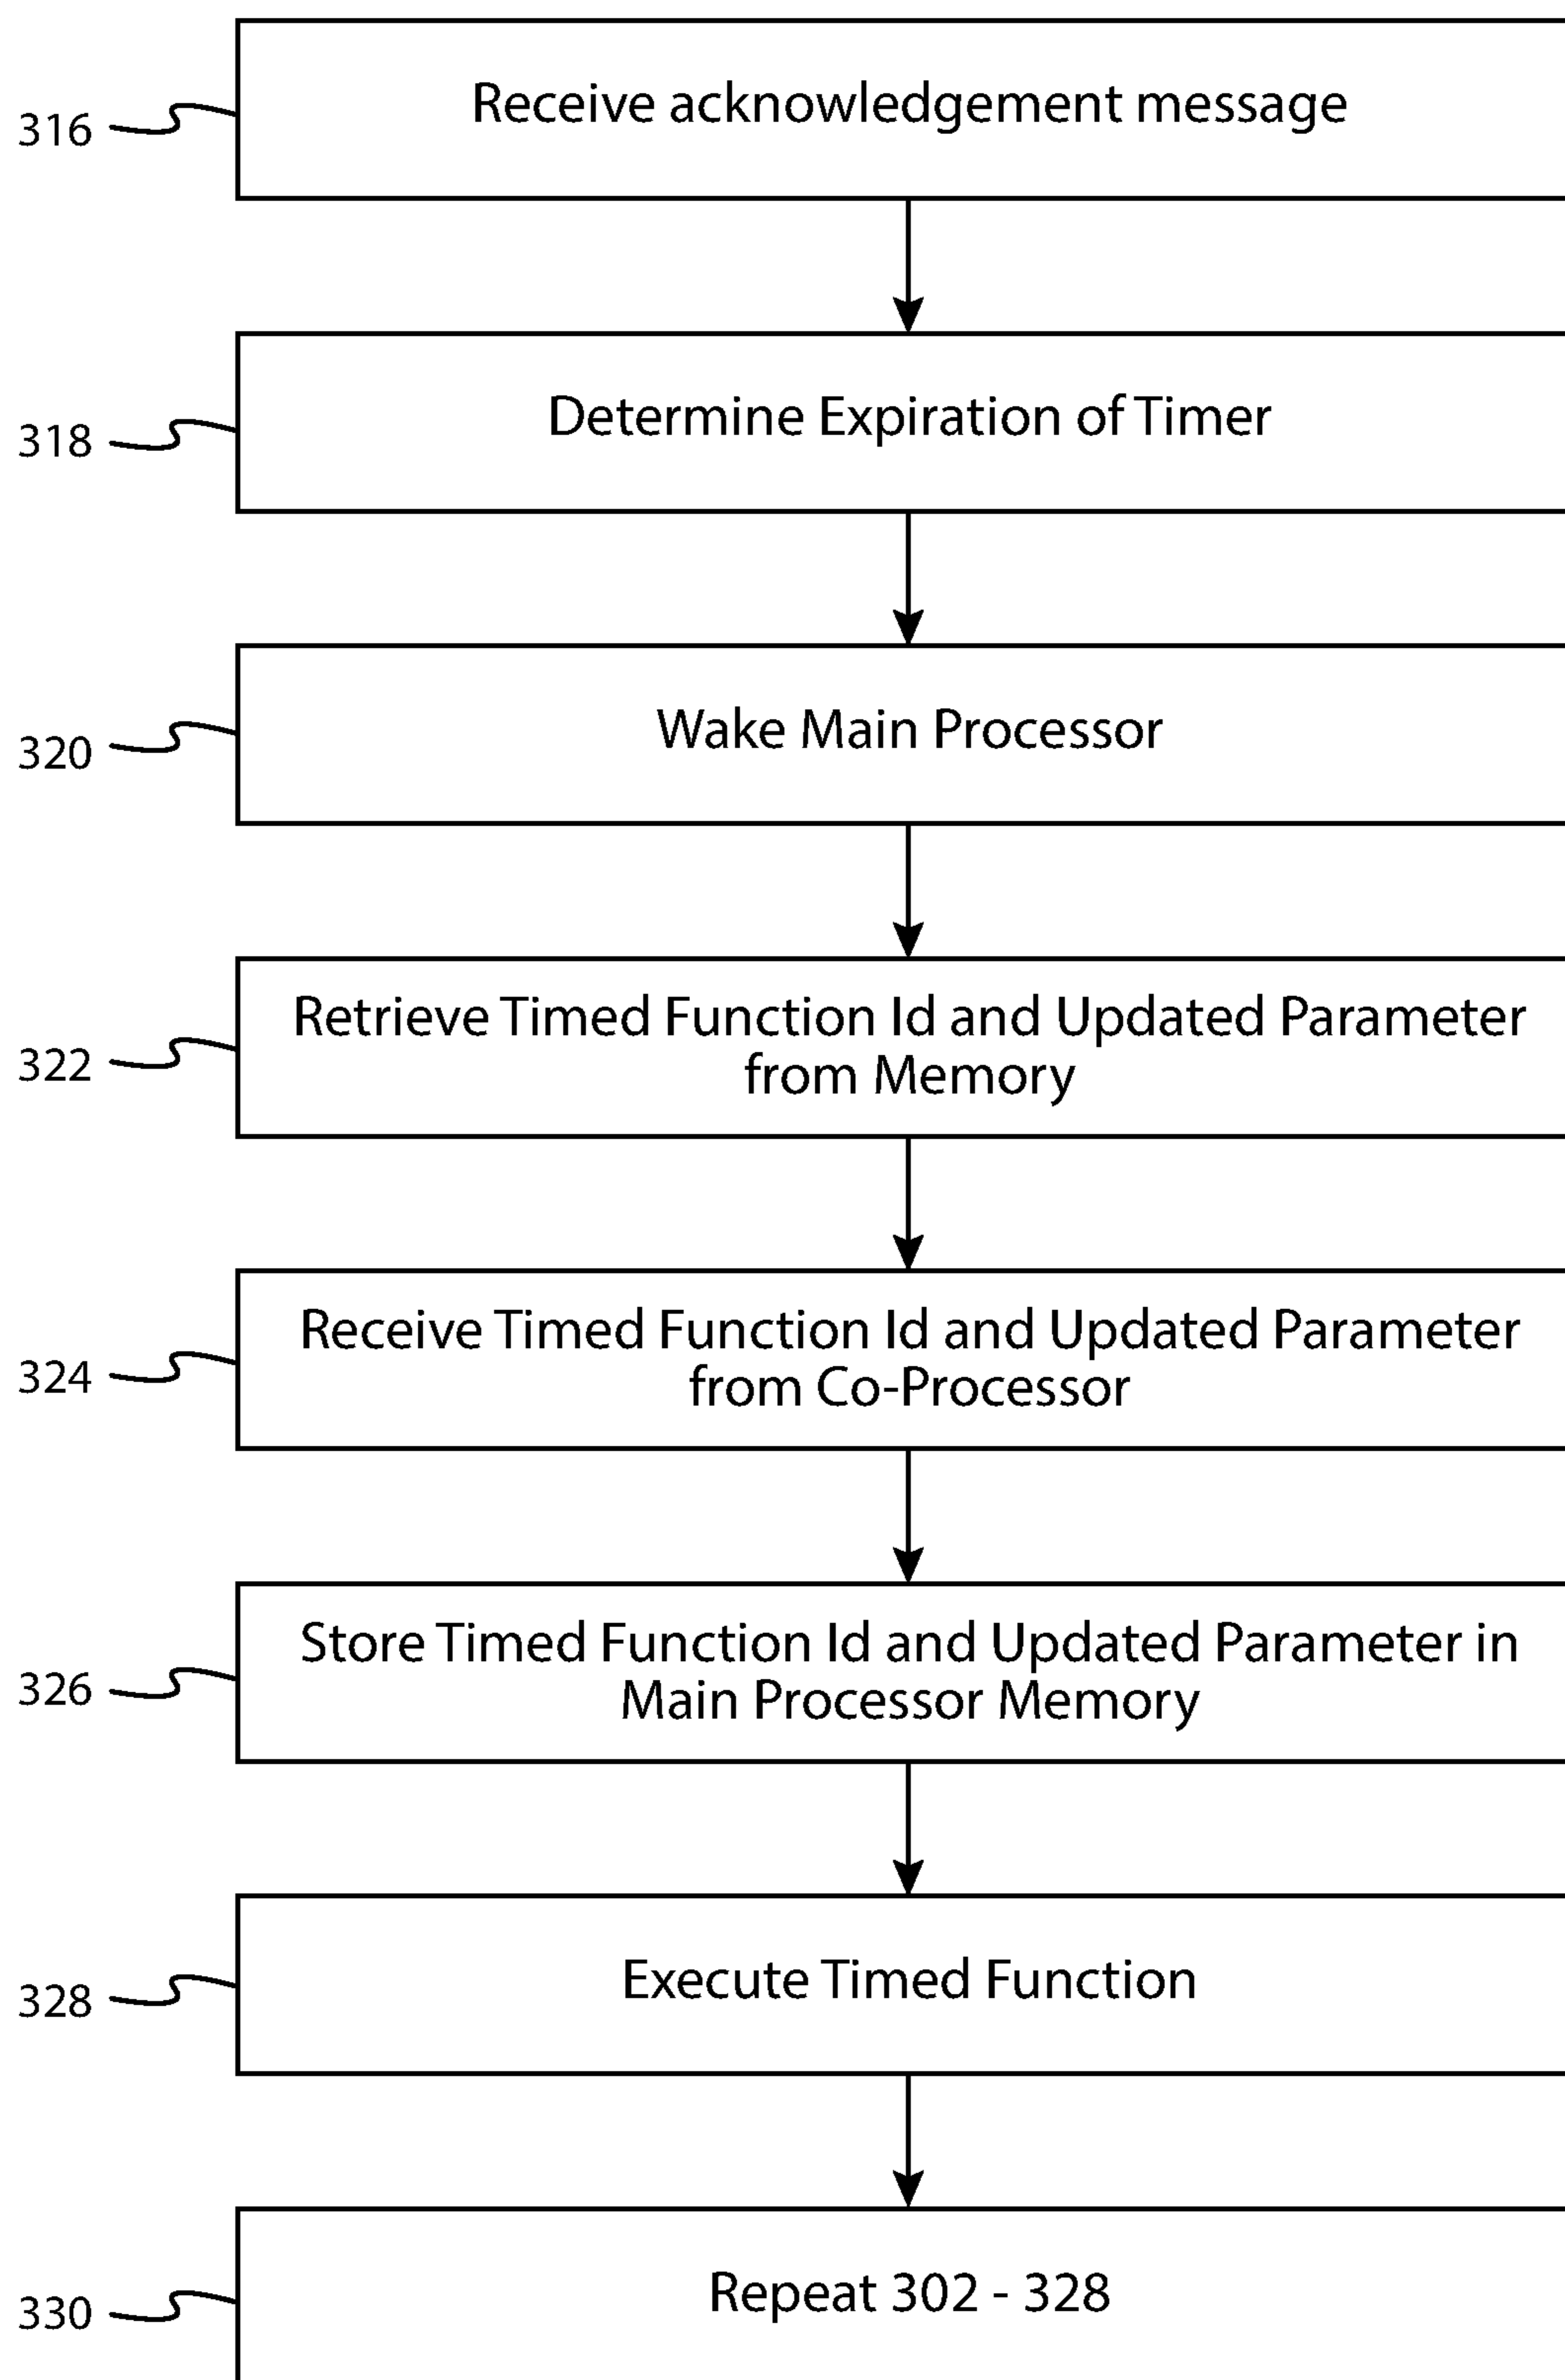 316
Receive acknowledgement message
318
Determine Expiration of Timer
320
Wake Main Processor
322
Retrieve Timed Function Id and Updated Parameter
from Memory
324
Receive Timed Function Id and Updated Parameter
from Co-Processor
326
Store Timed Function Id and Updated Parameter in
Main Processor Memory
328
Execute Timed Function
330
Repeat 302 - 328